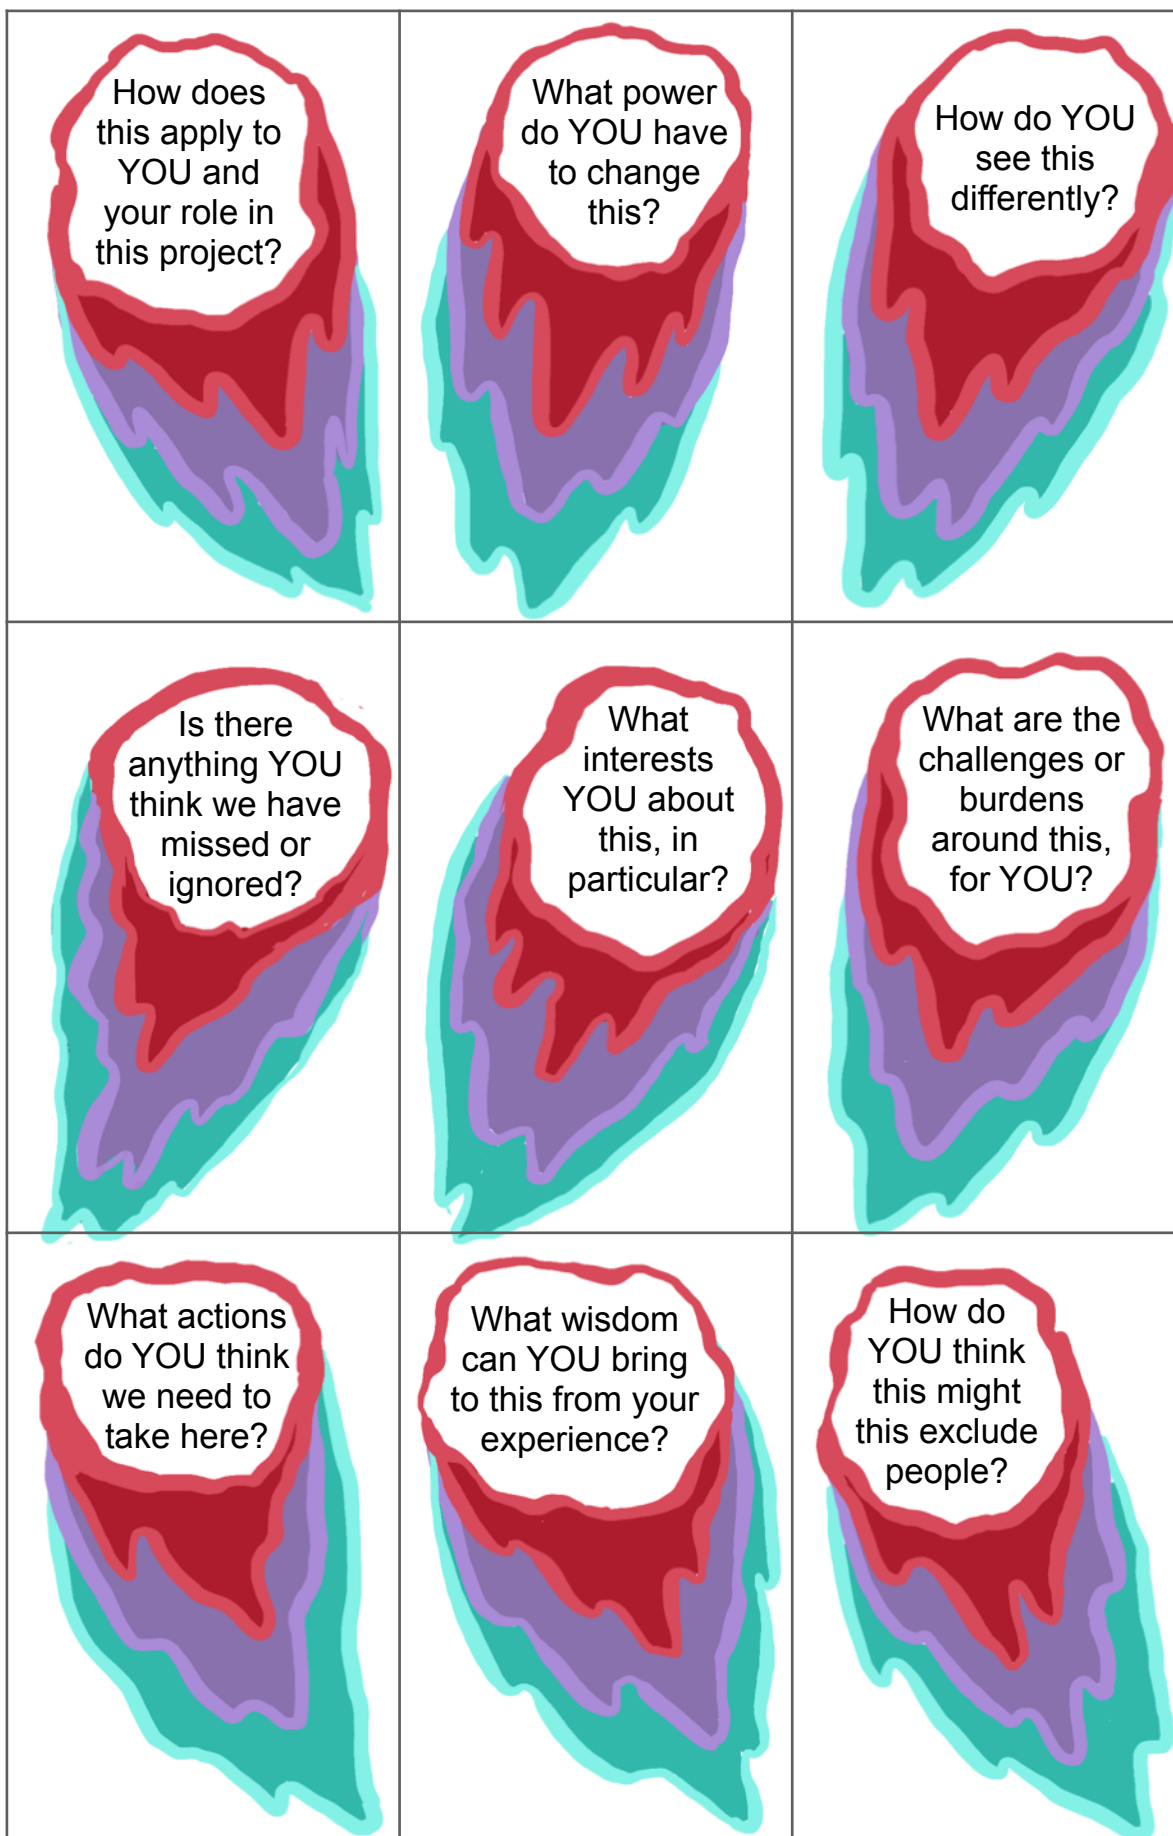 How does
this apply to
YOU and
your role in
this project?
What power
do YOU have
to change
this?
How do YOU
see this
differently?
Is there
anything YOU
think we have
missed or
ignored?
What
interests
YOU about
this, in
particular?
What are the
challenges or
burdens
around this,
for YOU?
What actions
do YOU think
we need to
take here?
What wisdom
can YOU bring
to this from your
experience?
How do
YOU think
this might
this exclude
people?